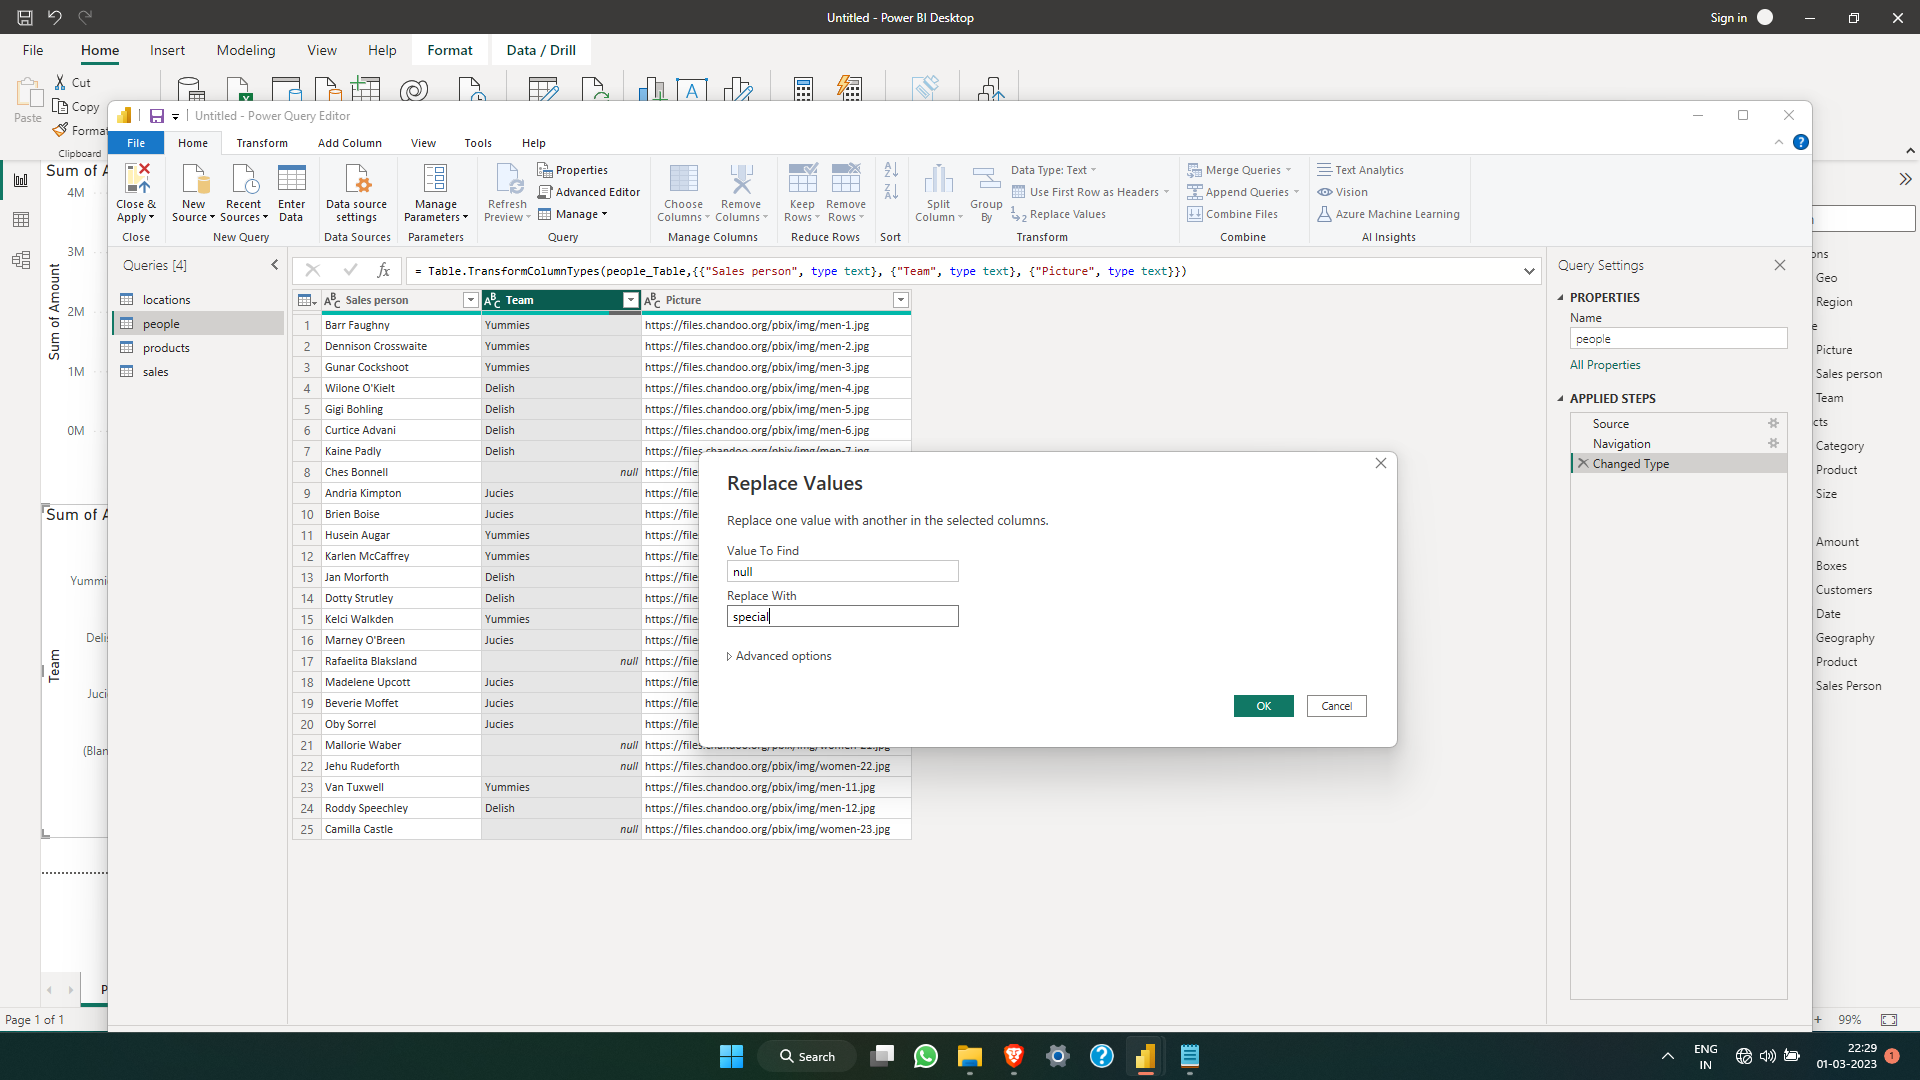 Untitled - Power BI Desktop
Sign in
File
Home
Insert
Modeling
View
Help
Format
Data / Drill
Paste
Cut
Copy
Format
Clipboard
Untitled - Power Query Editor
File
Home
Transform
Add Column
View
Tools
Help
Close &
Apply
Close
New
Source
Recent
Sources
Enter
Data
New Query
Data source
settings
Data Sources
Manage
Parameters
Parameters
Refresh
Preview
Properties
Advanced Editor
Manage
Query
Choose
Columns
Remove
Columns
Manage Columns
Keep
Rows
Remove
Rows
Reduce Rows
Sort
Split
Column
Group
By
Data Type: Text
Use First Row as Headers
Replace Values
Transform
Merge Queries
Append Queries
Combine Files
Combine
Text Analytics
Vision
Azure Machine Learning
AI Insights
Sum of A
4M
3M
2M
1M
0M
Sum of Amount
Sum of A
Yummi
Delis
Juci
(Blan
Team
Queries [4]
locations
people
products
sales
= Table.TransformColumnTypes(people_Table,{{"Sales person", type text}, {"Team", type text}, {"Picture", type text}})
Sales person Team Picture
1 Barr Faughny Yummies https://files.chandoo.org/pbix/img/men-1.jpg
2 Dennison Crosswaite Yummies https://files.chandoo.org/pbix/img/men-2.jpg
3 Gunar Cockshoot Yummies https://files.chandoo.org/pbix/img/men-3.jpg
4 Wilone O'Kielt Delish https://files.chandoo.org/pbix/img/men-4.jpg
5 Gigi Bohling Delish https://files.chandoo.org/pbix/img/men-5.jpg
6 Curtice Advani Delish https://files.chandoo.org/pbix/img/men-6.jpg
7 Kaine Padly Delish https://files.chandoo.org/pbix/img/men-7.jpg
8 Ches Bonnell null https://file
9 Andria Kimpton Jucies https://file
10 Brien Boise Jucies https://file
11 Husein Augar Yummies https://file
12 Karlen McCaffrey Yummies https://file
13 Jan Morforth Delish https://file
14 Dotty Strutley Delish https://file
15 Kelci Walkden Yummies https://file
16 Marney O'Breen Jucies https://file
17 Rafaelita Blaksland null https://file
18 Madelene Upcott Jucies https://file
19 Beverie Moffet Jucies https://file
20 Oby Sorrel Jucies https://file
21 Mallorie Waber null https://files.chandoo.org/pbix/img/women-21.jpg
22 Jehu Rudeforth null https://files.chandoo.org/pbix/img/women-22.jpg
23 Van Tuxwell Yummies https://files.chandoo.org/pbix/img/men-11.jpg
24 Roddy Speechley Delish https://files.chandoo.org/pbix/img/men-12.jpg
25 Camilla Castle null https://files.chandoo.org/pbix/img/women-23.jpg
Replace Values
Replace one value with another in the selected columns.
Value To Find
null
Replace With
special
Advanced options
OK
Cancel
Query Settings
PROPERTIES
Name
people
All Properties
APPLIED STEPS
Source
Navigation
Changed Type
ons
Geo
Region
e
Picture
Sales person
Team
cts
Category
Product
Size
Amount
Boxes
Customers
Date
Geography
Product
Sales Person
P
Page 1 of 1
+ 99%
Search
ENG
IN
22:29
01-03-2023
1